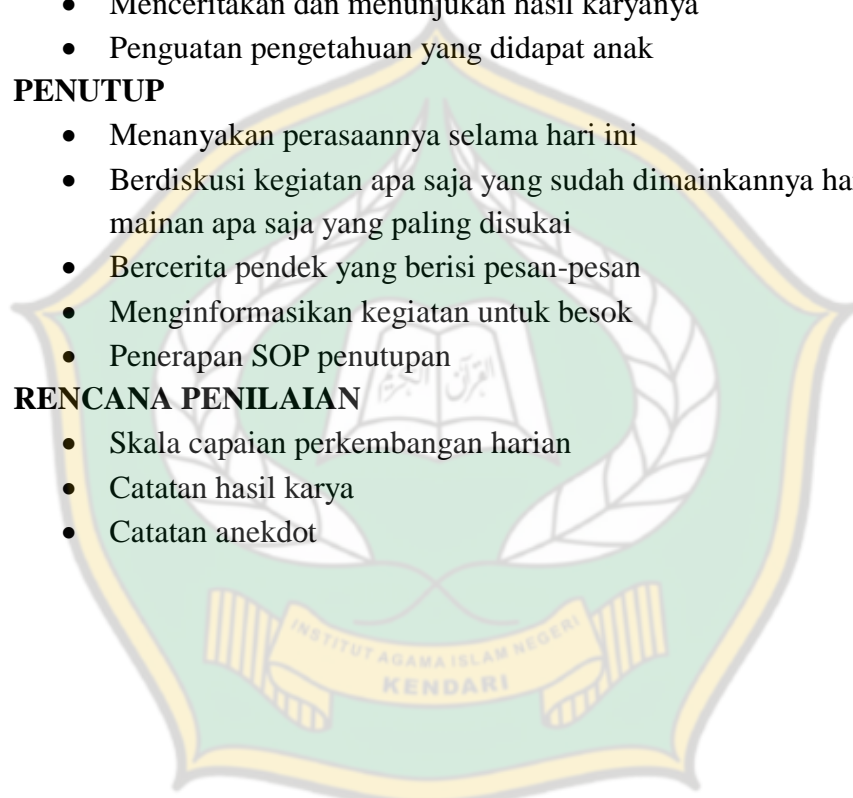 • Menceritakan dan menunjukan hasil karyanya
• Penguatan pengetahuan yang didapat anak
PENUTUP
• Menanyakan perasaannya selama hari ini
• Berdiskusi kegiatan apa saja yang sudah dimainkannya
mainan apa saja yang paling disukai
• Bercerita pendek yang berisi pesan-pesan
• Menginformasikan kegiatan untuk besok
• Penerapan SOP penutupan
RENCANA PENILAIAN
• Skala capaian perkembangan harian
• Catatan hasil karya
• Catatan anekdot
INSTITUT AGAMA ISLAM NEGERI
KENDARI